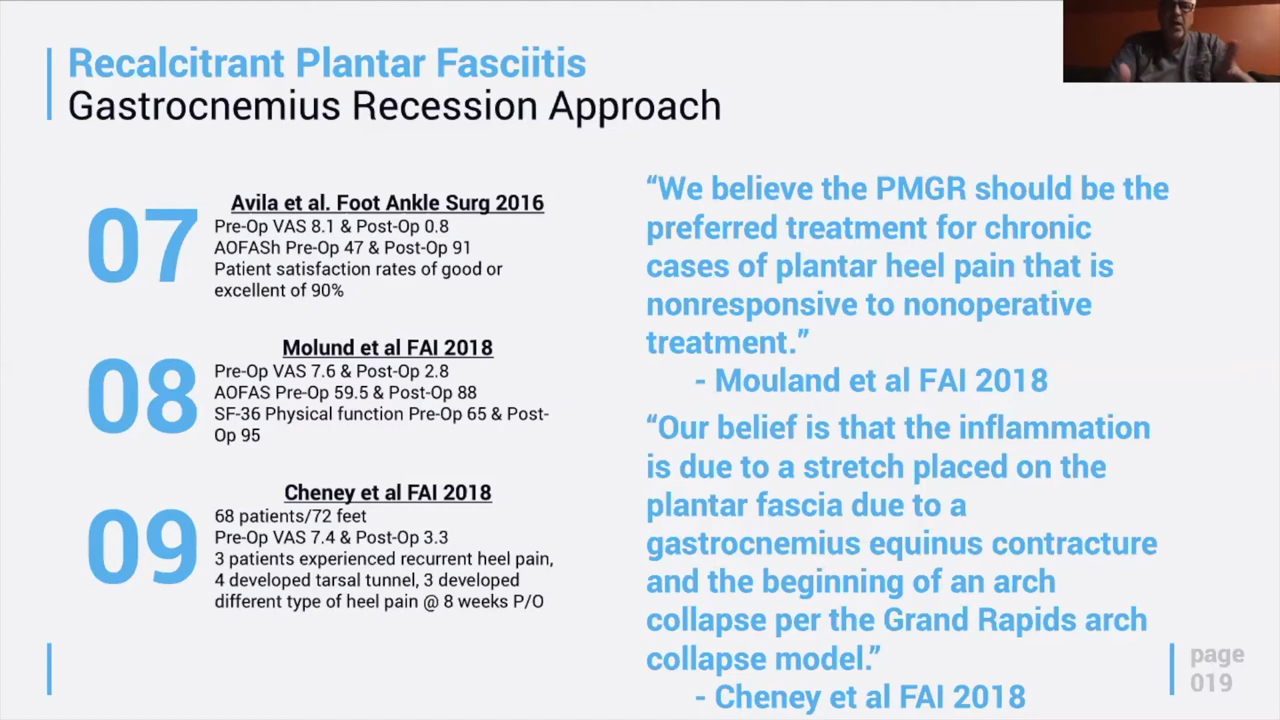 Recalcitrant Plantar Fasciitis
Gastrocnemius Recession Approach
07
Avila et al. Foot Ankle Surg 2016
Pre-Op VAS 8.1 & Post-Op 0.8
AOFASh Pre-Op 47 & Post-Op 91
Patient satisfaction rates of good or
excellent of 90%
08
Molund et al FAI 2018
Pre-Op VAS 7.6 & Post-Op 2.8
AOFAS Pre-Op 59.5 & Post-Op 88
SF-36 Physical function Pre-Op 65 & Post-
Op 95
09
Cheney et al FAI 2018
68 patients/72 feet
Pre-Op VAS 7.4 & Post-Op 3.3
3 patients experienced recurrent heel pain,
4 developed tarsal tunnel, 3 developed
different type of heel pain @ 8 weeks P/O
“We believe the PMGR should be the
preferred treatment for chronic
cases of plantar heel pain that is
nonresponsive to nonoperative
treatment.”
- Mouland et al FAI 2018
“Our belief is that the inflammation
is due to a stretch placed on the
plantar fascia due to a
gastrocnemius equinus contracture
and the beginning of an arch
collapse per the Grand Rapids arch
collapse model.”
- Cheney et al FAI 2018
page
019